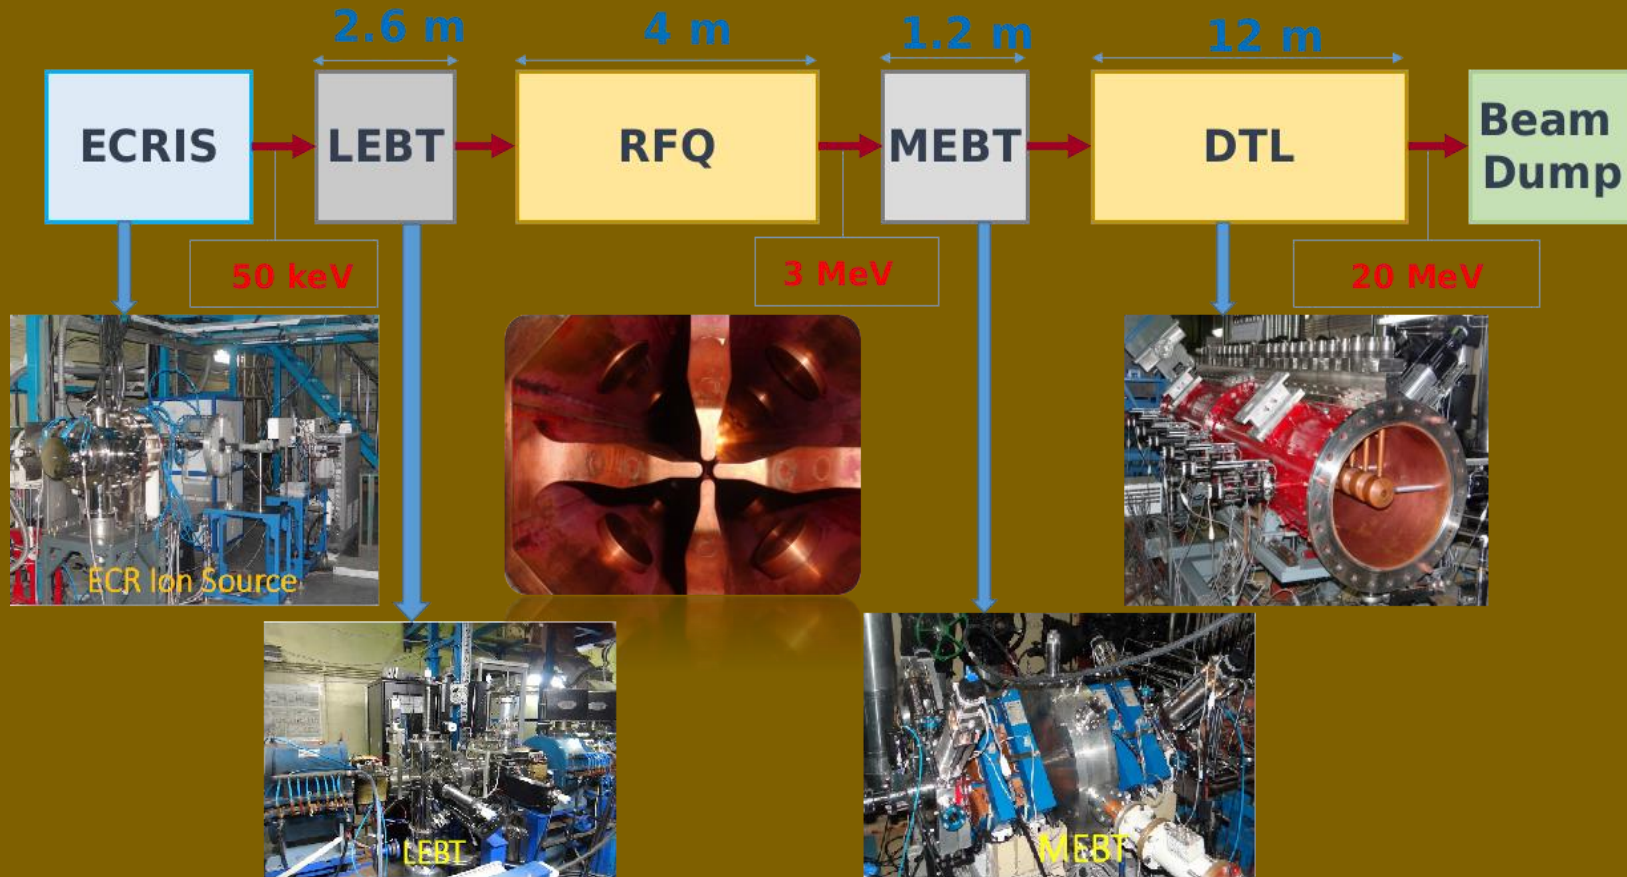 2.6 m
4 m
1.2 m
12 m
ECRIS
LEBT
RFQ
MEBT
DTL
Beam
Dump
50 keV
3 MeV
20 MeV
ECR Ion Source
LEBT
MEBT